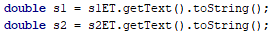 double s1 = s1ET.getText().toString();
double s2 = s2ET.getText().toString();